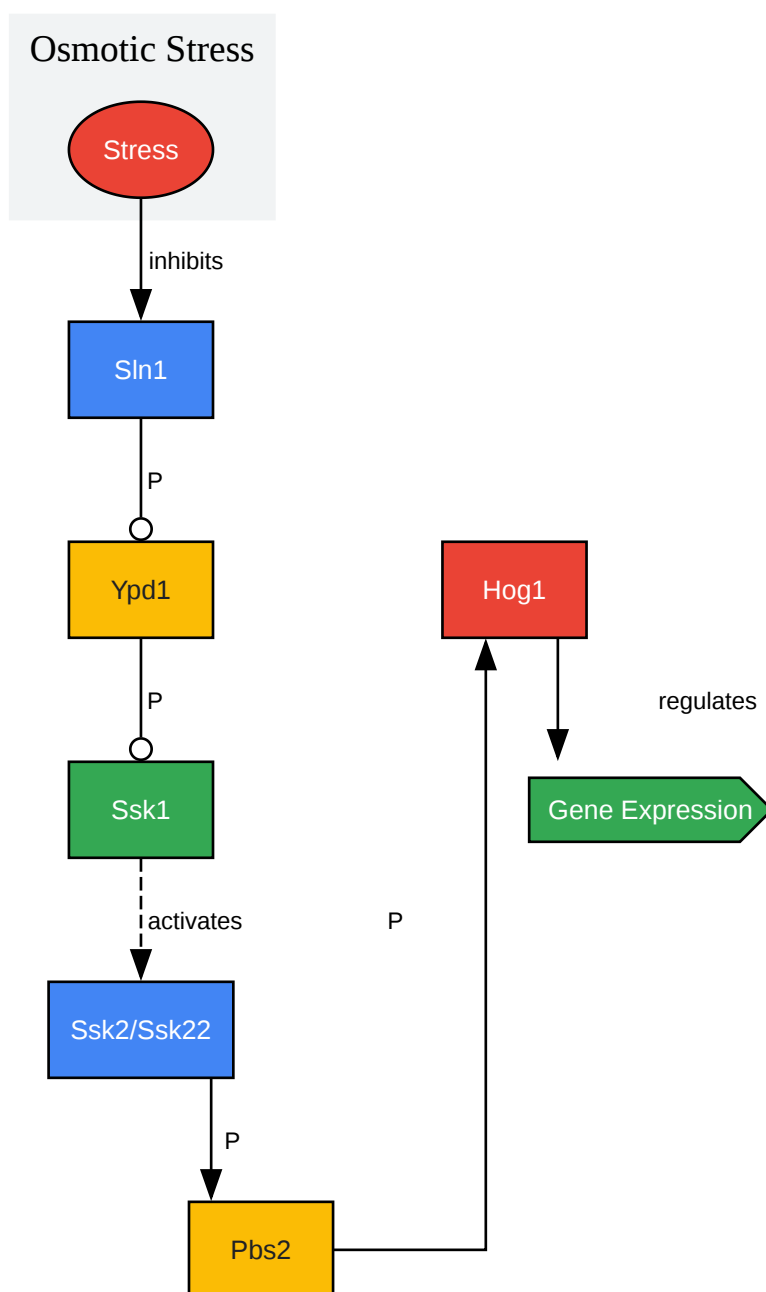 Osmotic Stress
Stress
inhibits
Sln1
P
Ypd1
Hog1
P
regulates
Ssk1
Gene Expression
activates
P
Ssk2/Ssk22
P
Pbs2